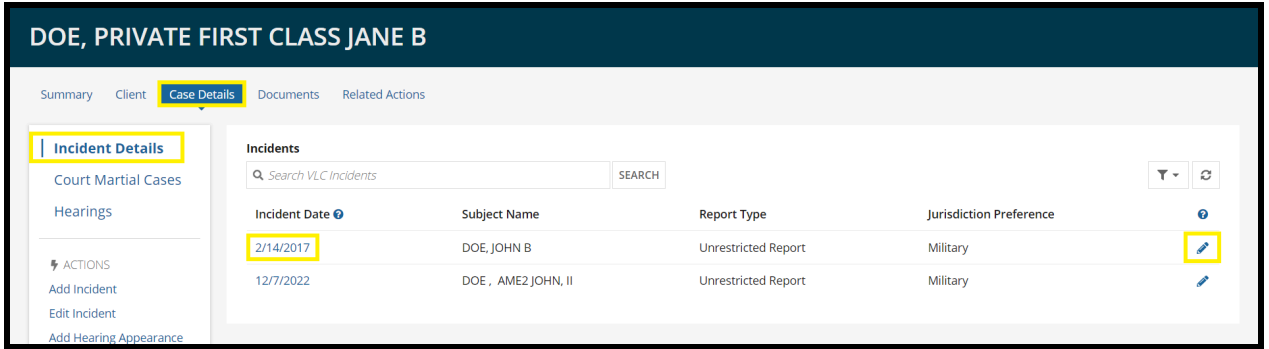 DOE, PRIVATE FIRST CLASS JANE B
Summary Client Case Details Documents Related Actions
Incident Details
Court Martial Cases
Hearings
ACTIONS
Add Incident
Edit Incident
Add Hearing Appearance
Incidents
Search VLC Incidents SEARCH
Incident Date Subject Name Report Type Jurisdiction Preference
2/14/2017 DOE, JOHN B Unrestricted Report Military
12/7/2022 DOE , AME2 JOHN, II Unrestricted Report Military